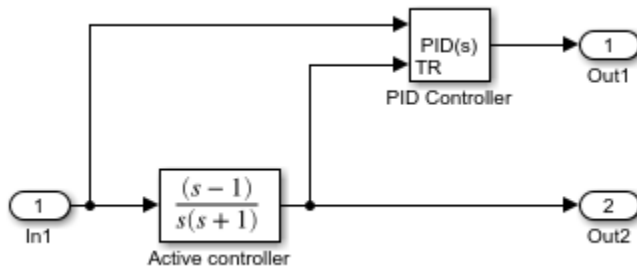 PID(s)
TR
PID Controller
1
Out1
1
In1
(s − 1)
s(s + 1)
Active controller
2
Out2